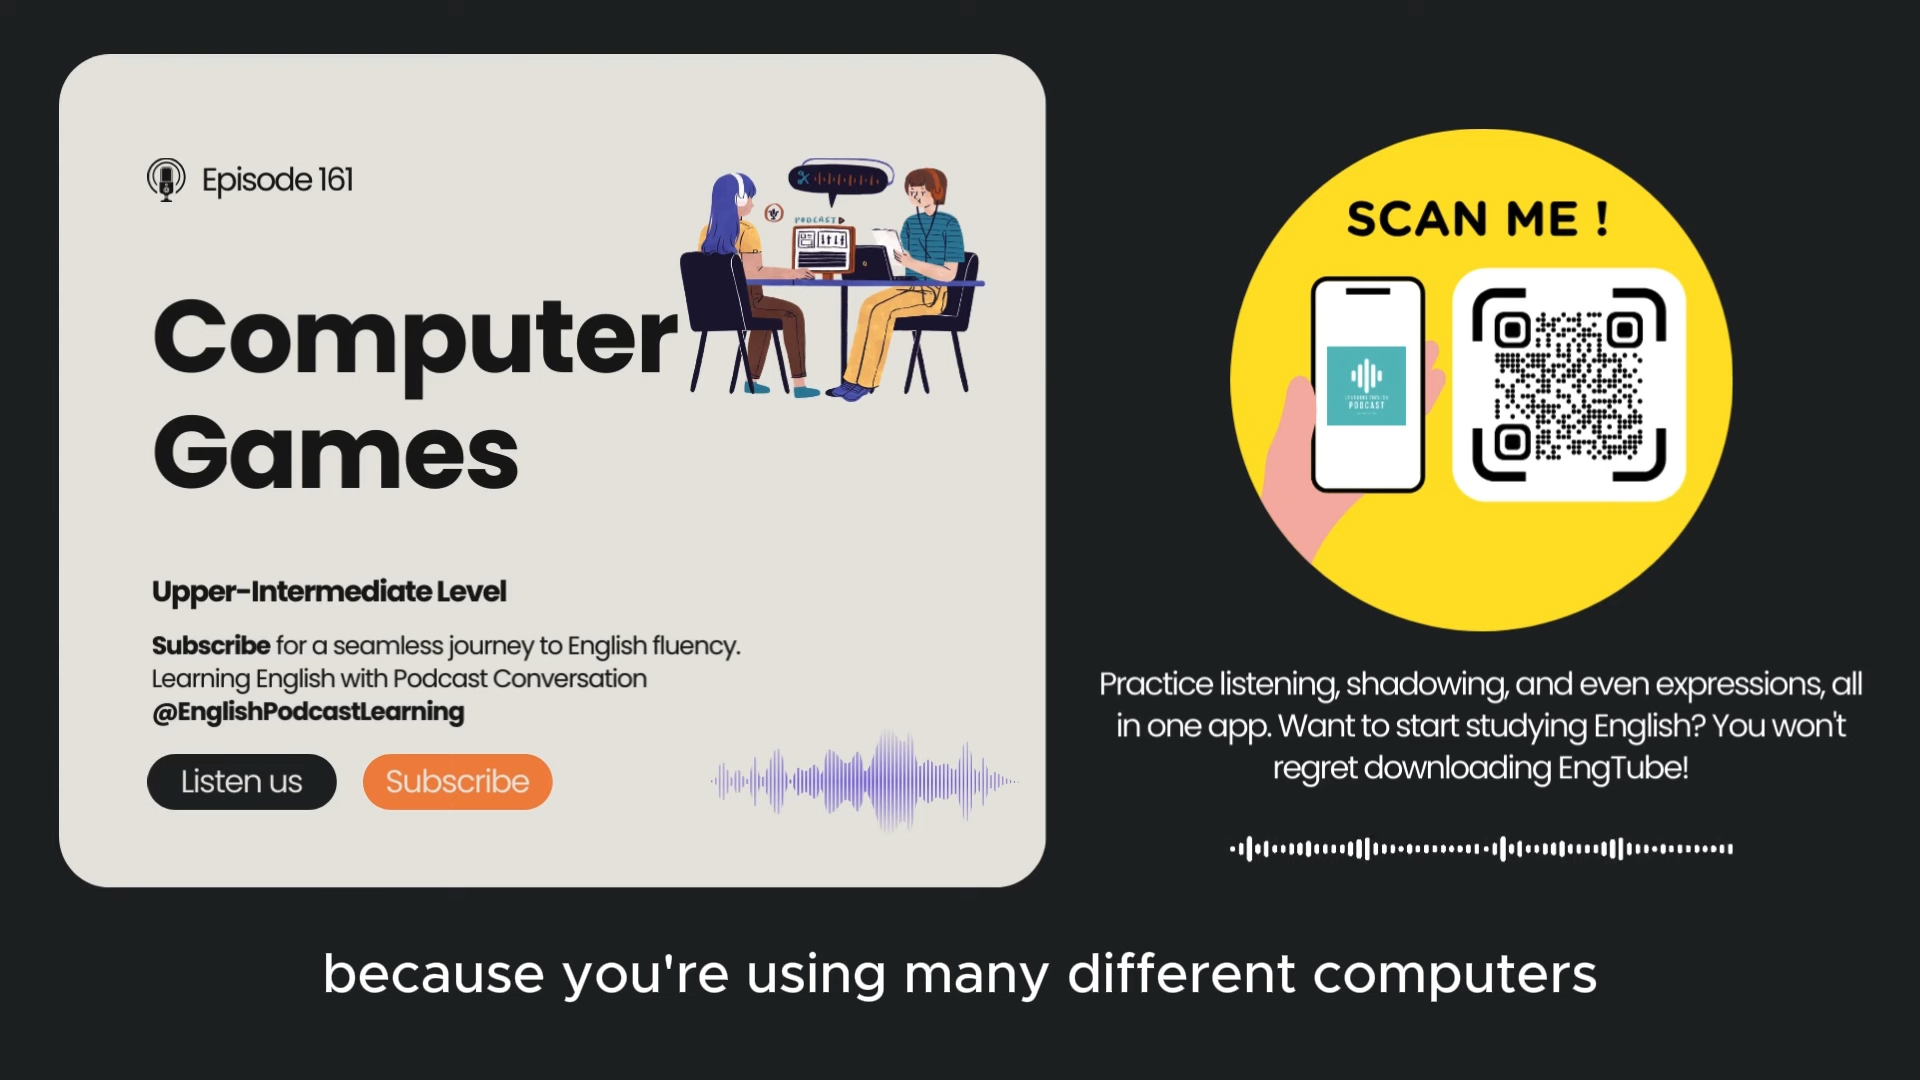 Episode 161
PODCAST
Computer
Games
Upper-Intermediate Level
Subscribe for a seamless journey to English fluency.
Learning English with Podcast Conversation
@EnglishPodcastLearning
Listen us
Subscribe
SCAN ME !
PODCAST
Practice listening, shadowing, and even expressions, all
in one app. Want to start studying English? You won't
regret downloading EngTube!
because you're using many different computers